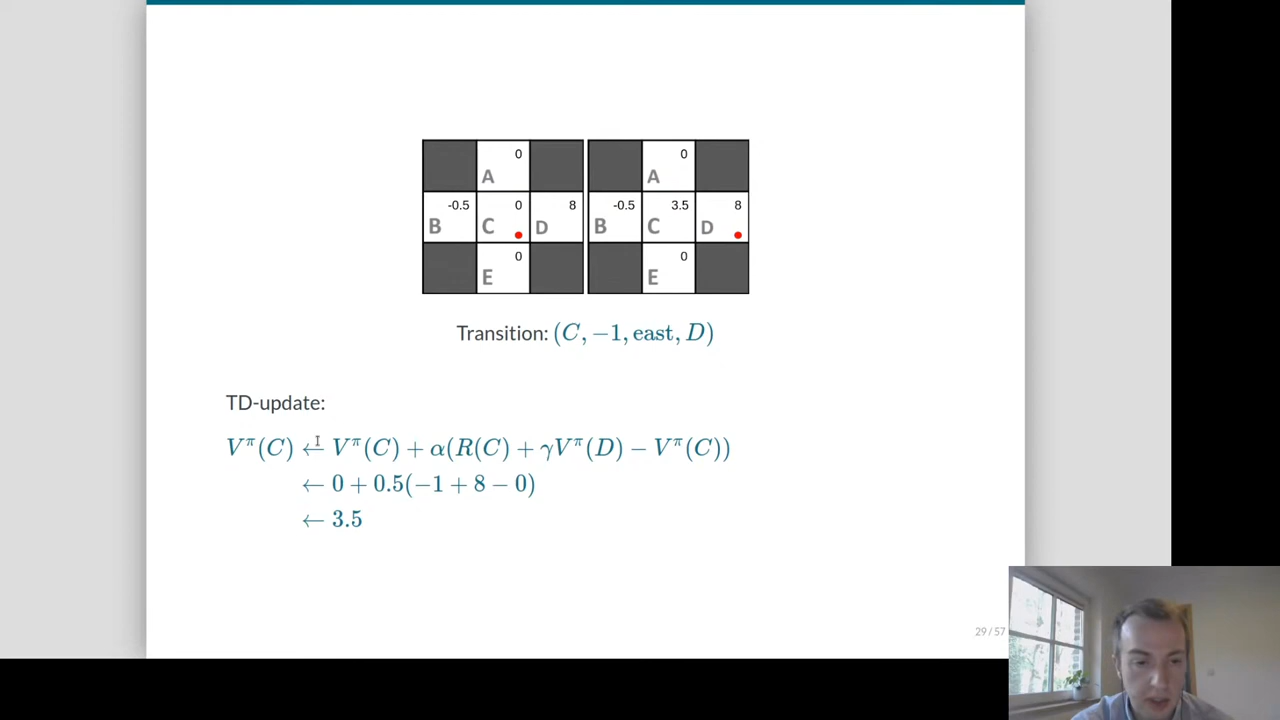 0 0
A A
-0.5 0 8 -0.5 3.5 8
B C D B C D
0 0
E E
Transition: (C, −1, east, D)
TD-update:
V^π(C) ← V^π(C) + α(R(C) + γV^π(D) − V^π(C))
← 0 + 0.5(−1 + 8 − 0)
← 3.5
29 / 57